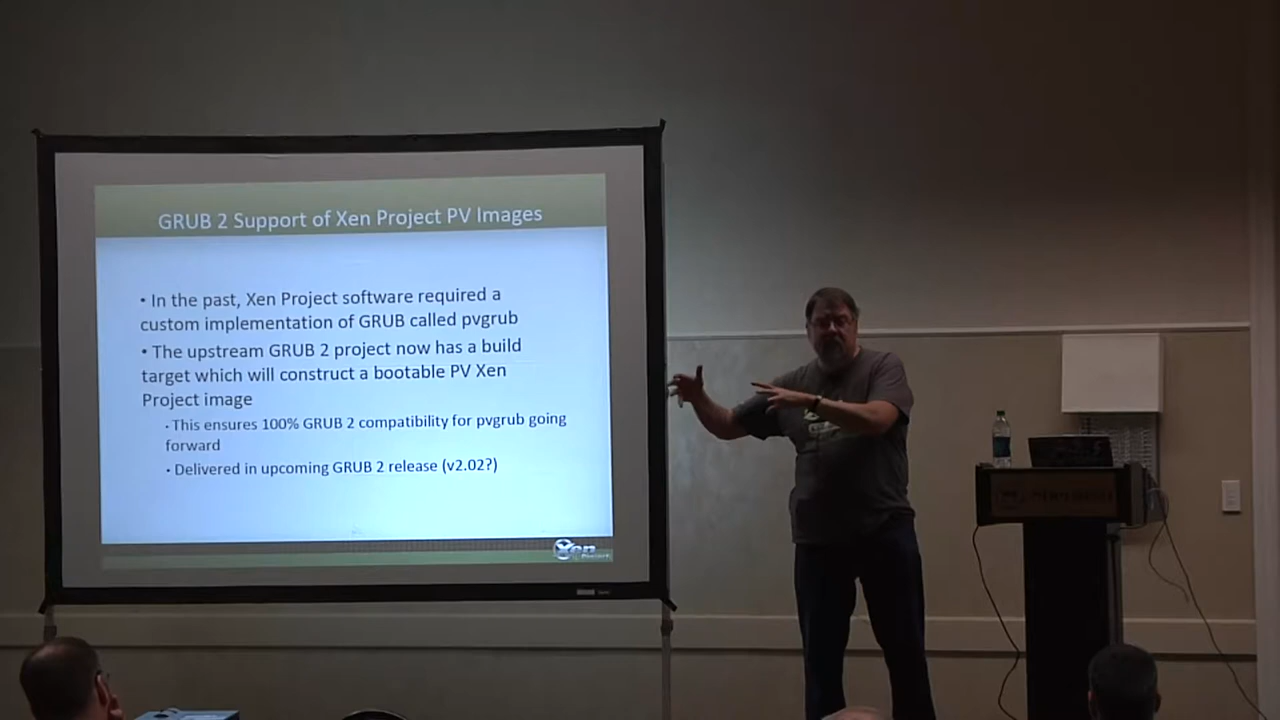 GRUB 2 Support of Xen Project PV Images
• In the past, Xen Project software required a
custom implementation of GRUB called pvgrub
• The upstream GRUB 2 project now has a build
target which will construct a bootable PV Xen
Project image
· This ensures 100% GRUB 2 compatibility for pvgrub going
forward
· Delivered in upcoming GRUB 2 release (v2.02?)
Xen
Project